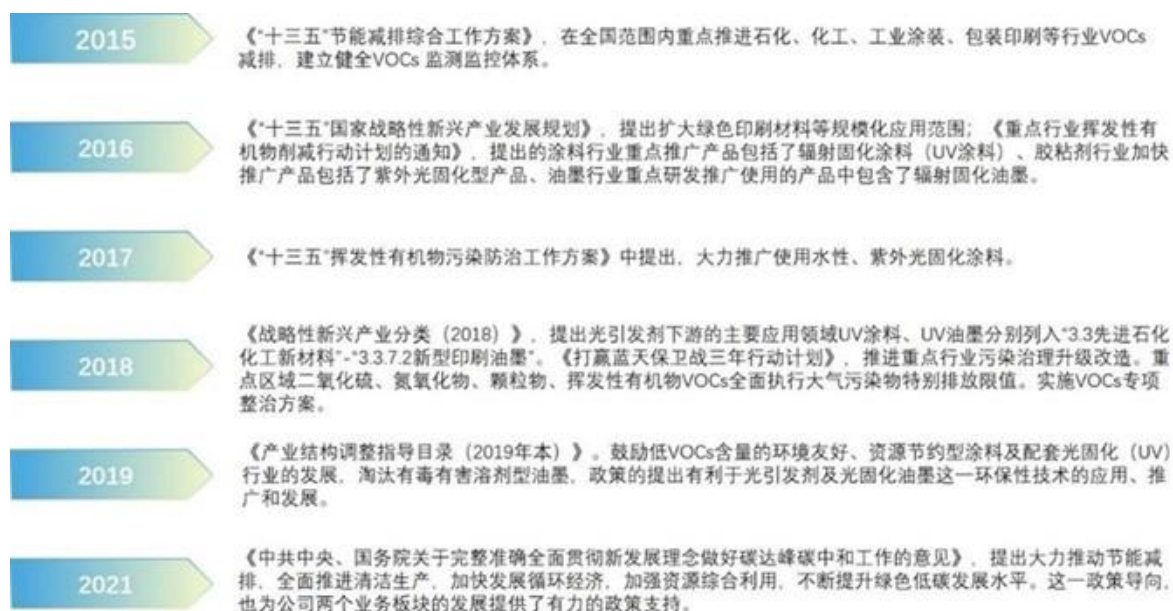 2015
《“十三五”节能减排综合工作方案》，在全国范围内重点推进石化、化工、工业涂装、包装印刷等行业VOCs
减排，建立健全VOCs 监测监控体系。
2016
《“十三五”国家战略性新兴产业发展规划》，提出扩大绿色印刷材料等规模化应用范围；《重点行业挥发性有
机物削减行动计划的通知》，提出的涂料行业重点推广产品包括了辐射固化涂料（UV涂料）、胶粘剂行业加快
推广产品包括了紫外光固化型产品、油墨行业重点研发推广使用的产品中包含了辐射固化油墨。
2017
《“十三五”挥发性有机物污染防治工作方案》中提出，大力推广使用水性、紫外光固化涂料。
2018
《战略性新兴产业分类（2018）》，提出光引发剂下游的主要应用领域UV涂料、UV油墨分别列入“3.3先进石化
化工新材料”-“3.3.7.2新型印刷油墨”。《打赢蓝天保卫战三年行动计划》，推进重点行业污染治理升级改造。重
点区域二氧化硫、氮氧化物、颗粒物、挥发性有机物VOCs全面执行大气污染物特别排放限值。实施VOCs专项
整治方案。
2019
《产业结构调整指导目录（2019年本）》。鼓励低VOCs含量的环境友好、资源节约型涂料及配套光固化（UV）
行业的发展，淘汰有毒有害溶剂型油墨，政策的提出有利于光引发剂及光固化油墨这一环保性技术的应用、推
广和发展。
2021
《中共中央、国务院关于完整准确全面贯彻新发展理念做好碳达峰碳中和工作的意见》，提出大力推动节能减
排，全面推进清洁生产，加快发展循环经济，加强资源综合利用，不断提升绿色低碳发展水平。这一政策导向，
也为公司两个业务板块的发展提供了有力的政策支持。